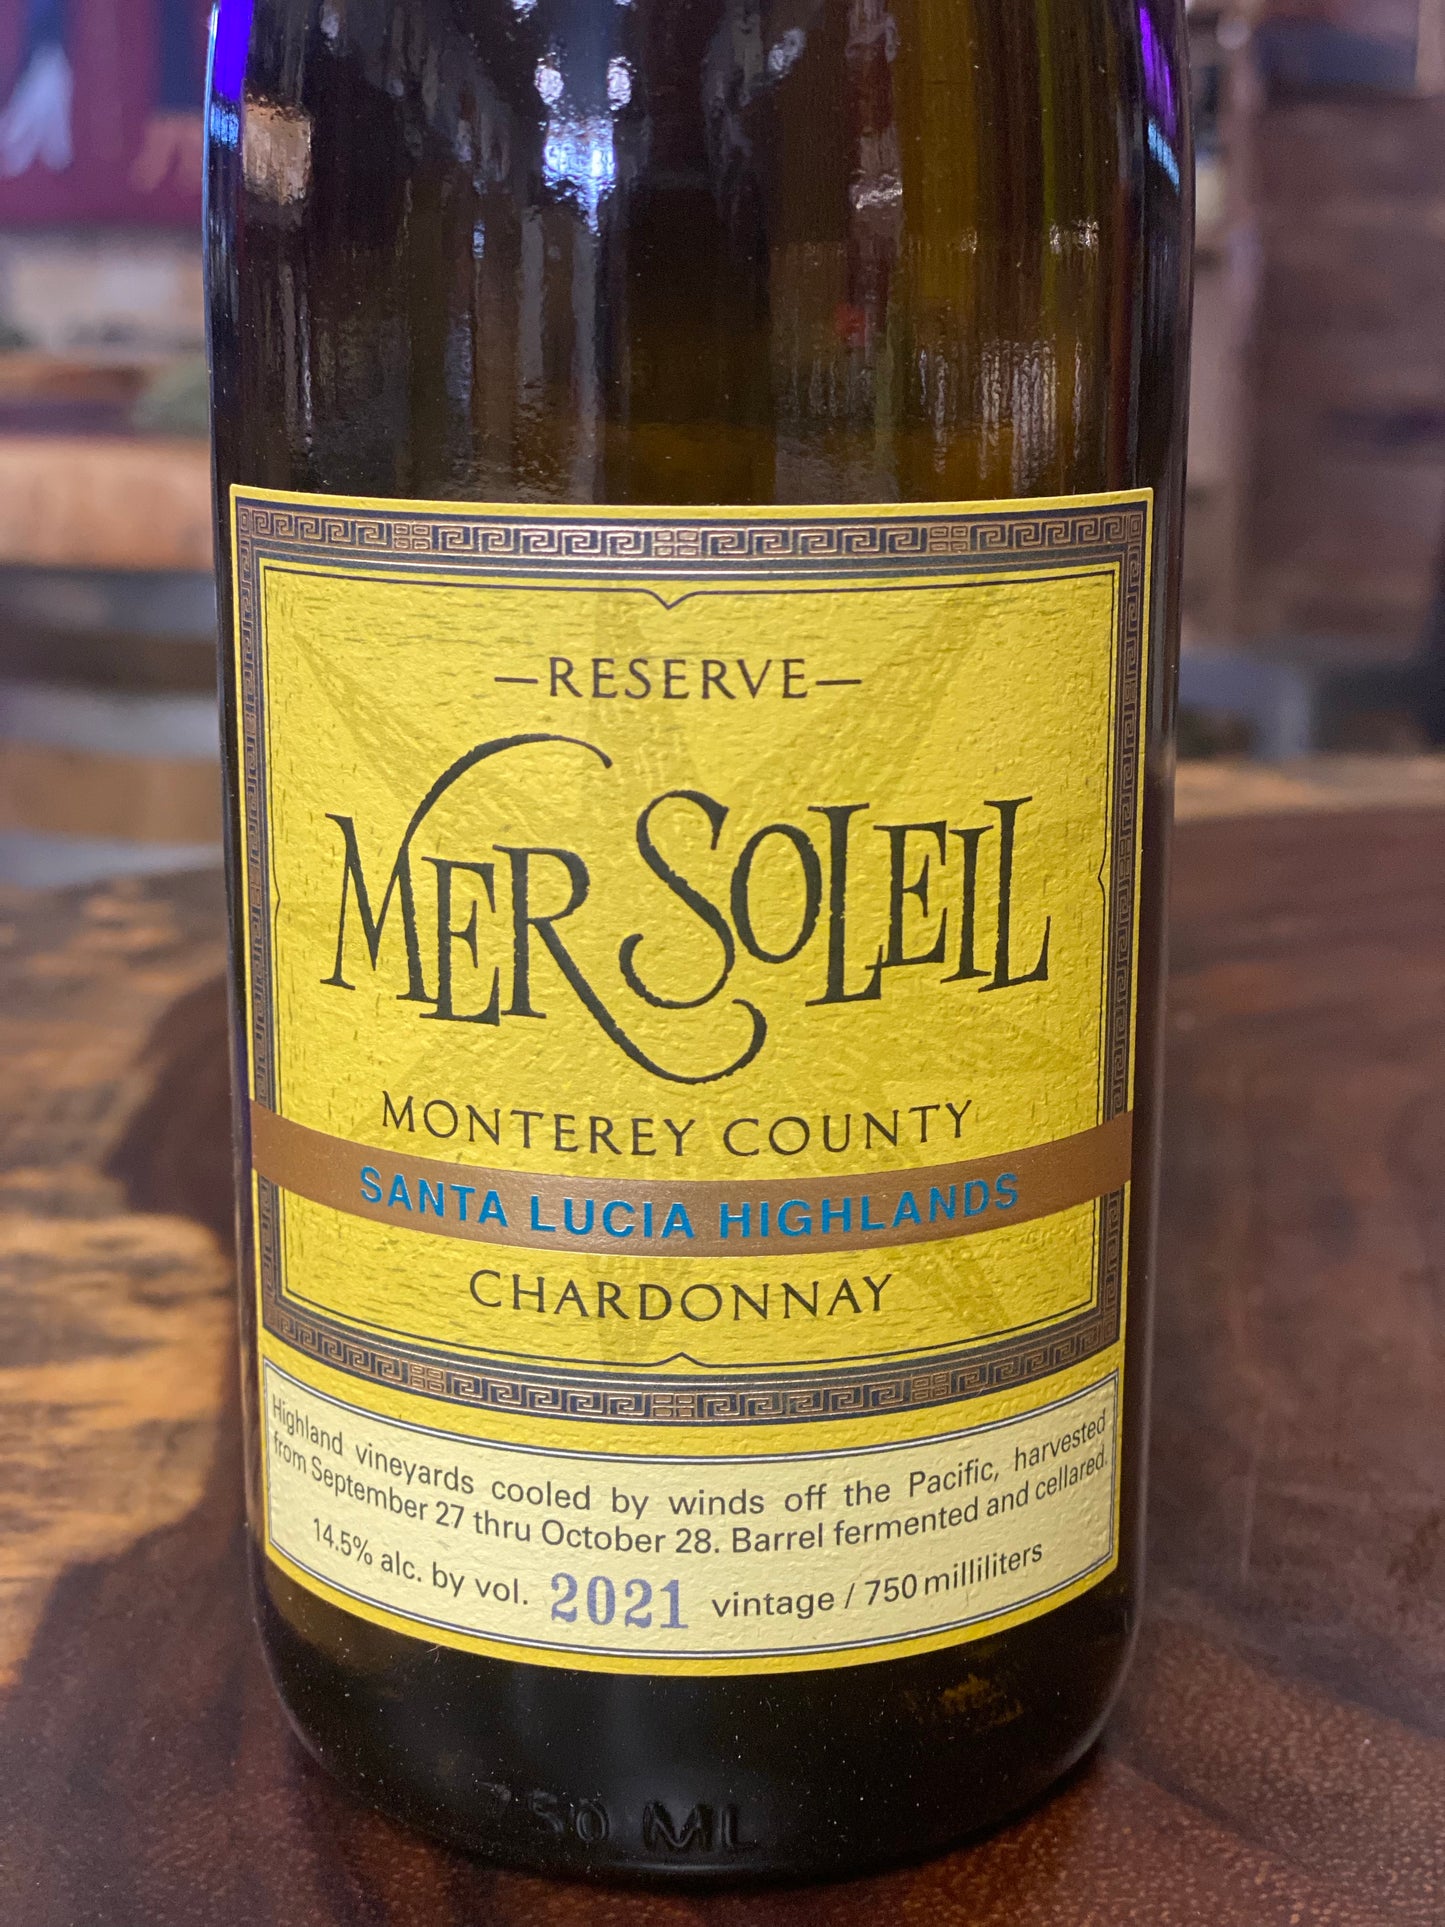 —RESERVE—
MER SOLEIL
MONTEREY COUNTY
SANTA LUCIA HIGHLANDS
CHARDONNAY
Highland vineyards cooled by winds off the Pacific, harvested
from September 27 thru October 28. Barrel fermented and cellared.
14.5% alc. by vol. 2021 vintage / 750 milliliters
750 ML